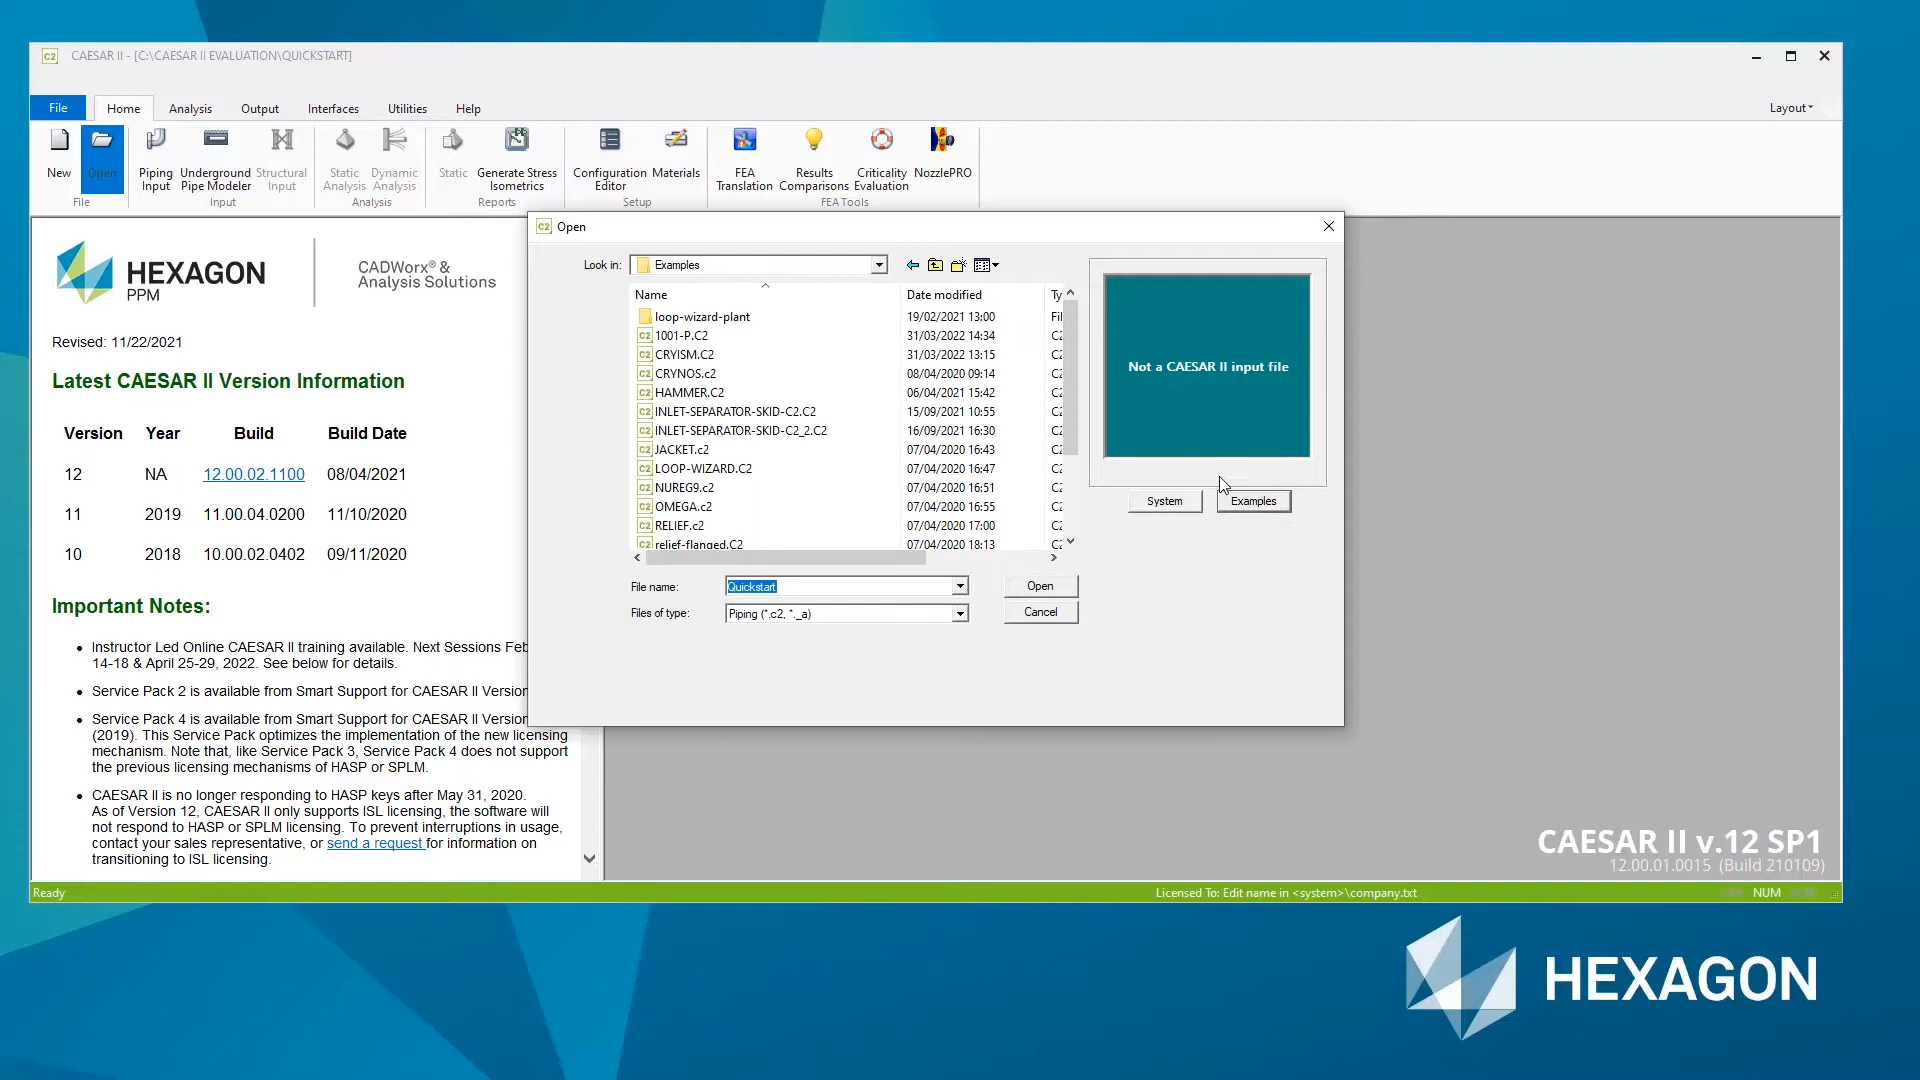 CAESAR II - [C:\CAESAR II EVALUATION\QUICKSTART]
File Home Analysis Output Interfaces Utilities Help Layout
New Open Piping Input Underground Pipe Modeler Structural Input Static Analysis Dynamic Analysis Static Generate Stress Isometrics Configuration Editor Materials FEA Translation Results Comparisons Criticality Evaluation NozzlePRO
File Input Analysis Reports Setup FEA Tools
HEXAGON
PPM
CADWorx® &
Analysis Solutions
Revised: 11/22/2021
Latest CAESAR II Version Information
Version Year Build Build Date
12 NA 12.00.02.1100 08/04/2021
11 2019 11.00.04.0200 11/10/2020
10 2018 10.00.02.0402 09/11/2020
Important Notes:
Instructor Led Online CAESAR II training available. Next Sessions Feb
14-18 & April 25-29, 2022. See below for details.
Service Pack 2 is available from Smart Support for CAESAR II Version
Service Pack 4 is available from Smart Support for CAESAR II Version
(2019). This Service Pack optimizes the implementation of the new licensing
mechanism. Note that, like Service Pack 3, Service Pack 4 does not support
the previous licensing mechanisms of HASP or SPLM.
CAESAR II is no longer responding to HASP keys after May 31, 2020.
As of Version 12, CAESAR II only supports ISL licensing, the software will
not respond to HASP or SPLM licensing. To prevent interruptions in usage,
contact your sales representative, or send a request for information on
transitioning to ISL licensing.
Open
Look in: Examples
Name Date modified Ty
loop-wizard-plant 19/02/2021 13:00 Fil
1001-P.C2 31/03/2022 14:34 C2
CRYISM.C2 31/03/2022 13:15 C2
CRYNOS.c2 08/04/2020 09:14 C2
HAMMER.C2 06/04/2021 15:42 C2
INLET-SEPARATOR-SKID-C2.C2 15/09/2021 10:55 C2
INLET-SEPARATOR-SKID-C2_2.C2 16/09/2021 16:30 C2
JACKET.c2 07/04/2020 16:43 C2
LOOP-WIZARD.C2 07/04/2020 16:47 C2
NUREG9.c2 07/04/2020 16:51 C2
OMEGA.c2 07/04/2020 16:55 C2
RELIEF.c2 07/04/2020 17:00 C2
relief-flanged.C2 07/04/2020 18:13 C2
Not a CAESAR II input file
System Examples
File name: Quickstart Open
Files of type: Piping (*.c2, *._a) Cancel
CAESAR II v.12 SP1
12.00.01.0015 (Build 210109)
Ready Licensed To: Edit name in <system>\company.txt NUM
HEXAGON